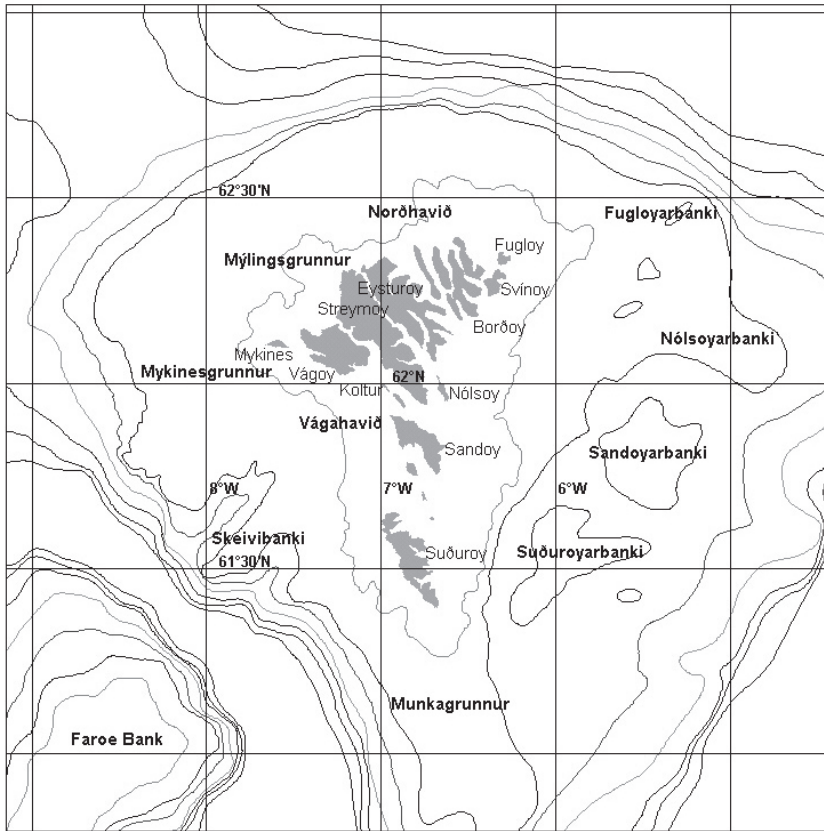 62°30'N
Norðhavið
Fugloyarbanki
Fugloy
Mýlingsgrunnur
Eysturoy
Svínoy
Streymoy
Borðoy
Nólsoyarbanki
Mykines
Mykinesgrunnur
Vágoy
62°N
Koltur
Nólsoy
Vágahavið
Sandoy
Sandoyarbanki
8°W
7°W
6°W
Skeivibanki
Suðuroy
Suðuroyarbanki
61°30'N
Munkagrunnur
Faroe Bank